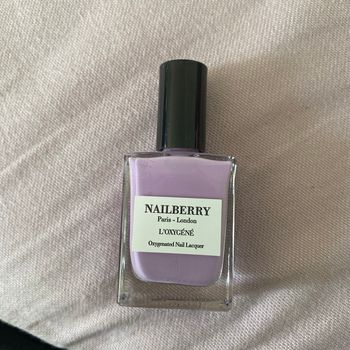 NAILBERRY
Paris - London
L'OXYGÉNÉ
Oxygenated Nail Lacquer